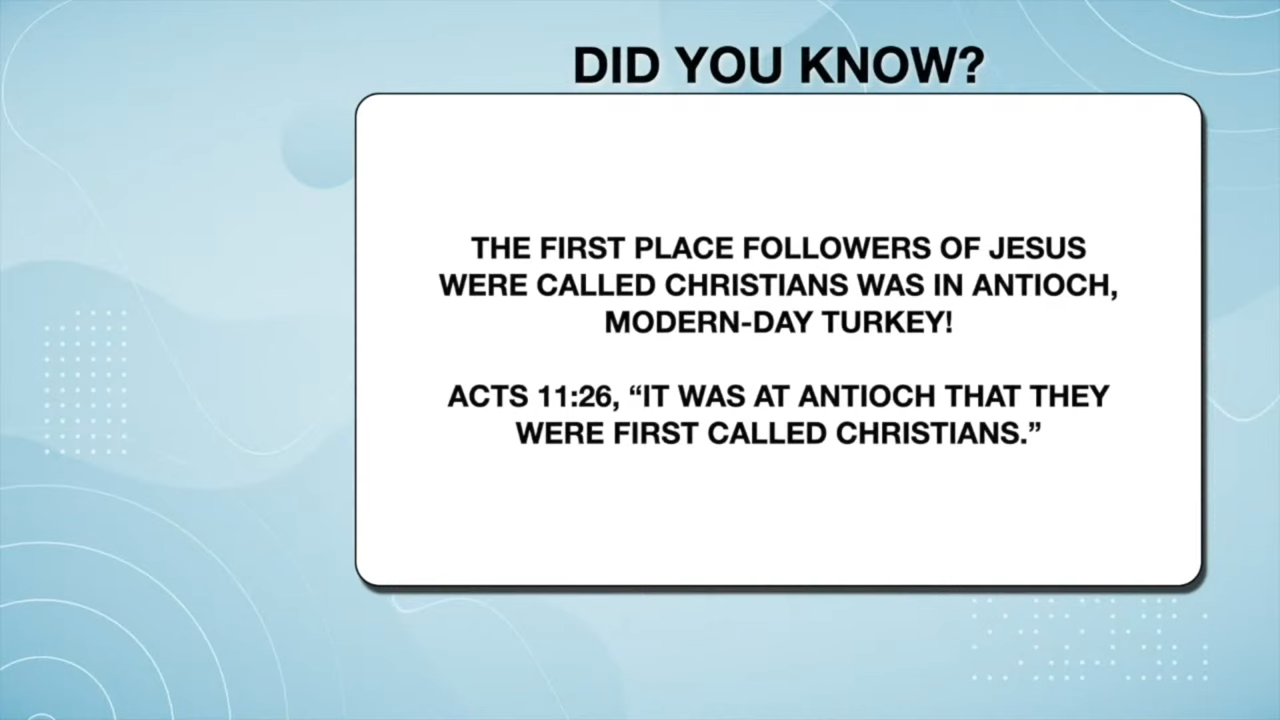 DID YOU KNOW?
THE FIRST PLACE FOLLOWERS OF JESUS
WERE CALLED CHRISTIANS WAS IN ANTIOCH,
MODERN-DAY TURKEY!
ACTS 11:26, “IT WAS AT ANTIOCH THAT THEY
WERE FIRST CALLED CHRISTIANS.”